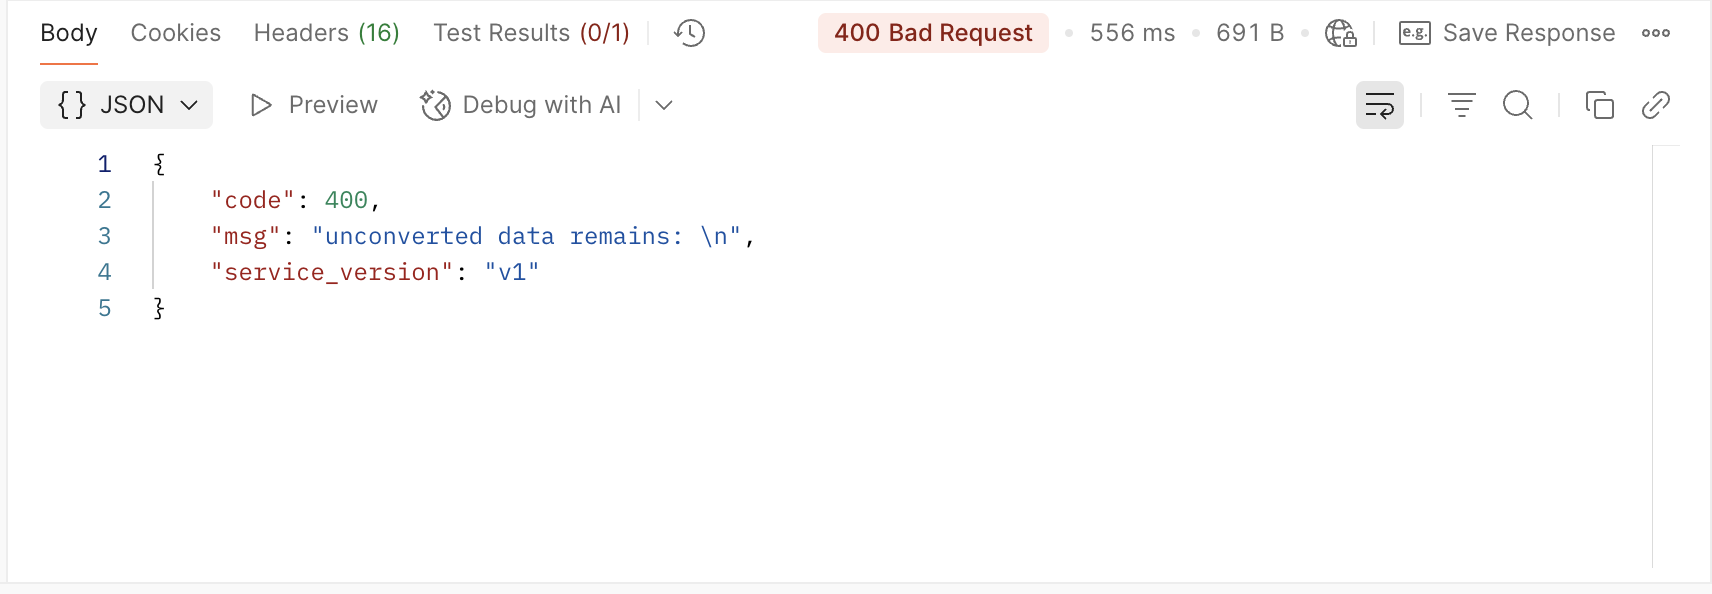 Body Cookies Headers (16) Test Results (0/1) 400 Bad Request • 556 ms • 691 B • e.g. Save Response
{} JSON Preview Debug with AI
1 {
2     "code": 400,
3     "msg": "unconverted data remains: \n",
4     "service_version": "v1"
5 }